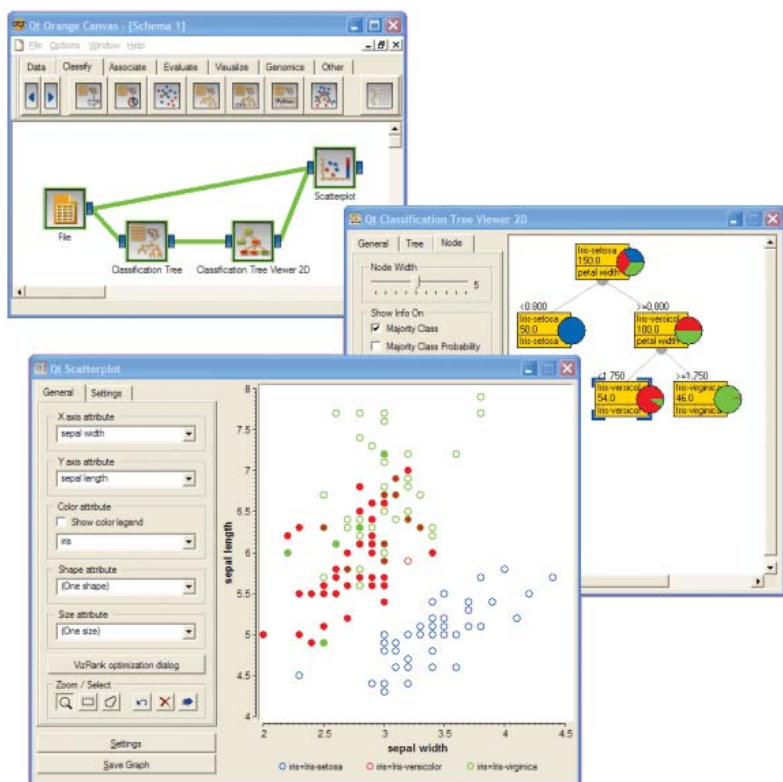 Qt Orange Canvas - [Schema 1]
File Options Window Help
Data Classify Associate Evaluate Visualize Genomics Other
Python
File
Classification Tree
Classification Tree Viewer 2D
Scatterplot
Qt Classification Tree Viewer 2D
General Tree Node
Node Width
5
Show Info On
Majority Class
Majority Class Probability
Iris-setosa
150.0
petal width
<0.800
>=0.800
Iris-setosa
50.0
Iris-setosa
Iris-versicol
100.0
petal width
<1.750
>=1.750
Iris-versicol
54.0
Iris-versicol
Iris-virginica
46.0
Iris-virginica
Qt Scatterplot
General Settings
X axis attribute
sepal width
Y axis attribute
sepal length
Color attribute
Show color legend
iris
Shape attribute
(One shape)
Size attribute
(One size)
VizRank optimization dialog
Zoom / Select
Settings
Save Graph
8
7.5
7
6.5
6
5.5
5
4.5
4
sepal length
2 2.5 3 3.5 4 4.5
sepal width
iris=Iris-setosa iris=Iris-versicolor iris=Iris-virginica